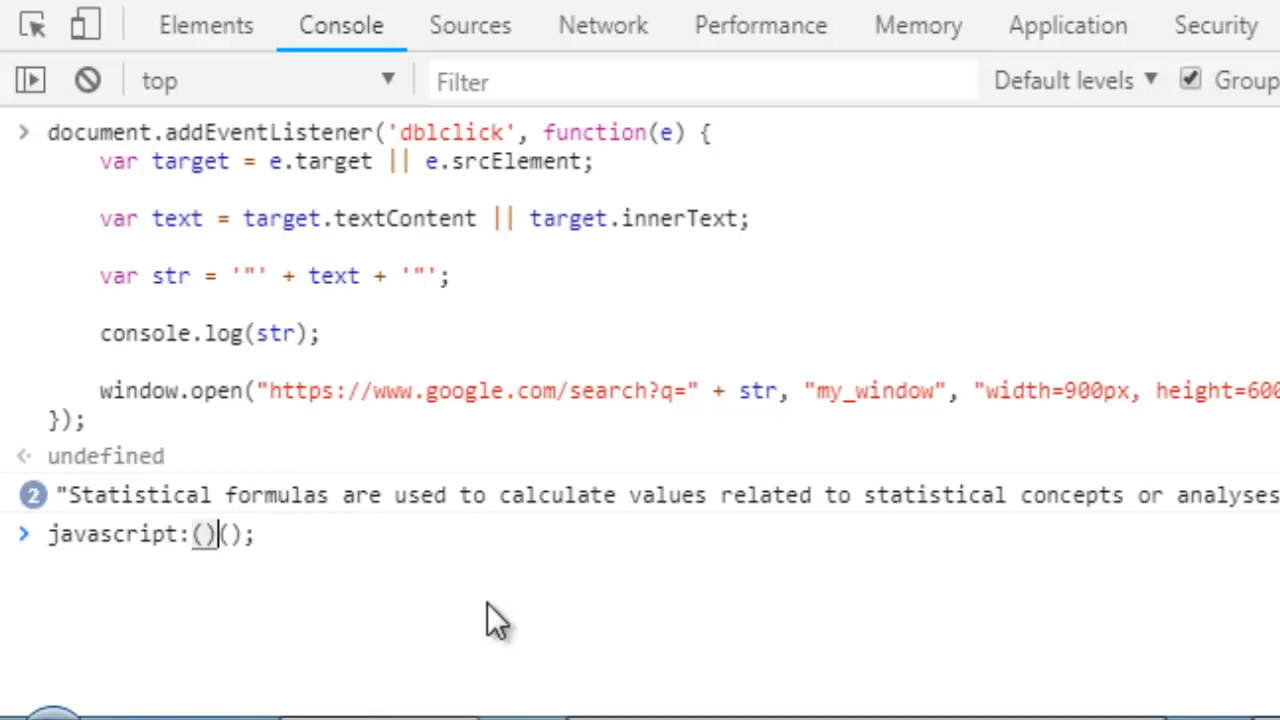 Elements Console Sources Network Performance Memory Application Security
top Filter Default levels Group
document.addEventListener('dblclick', function(e) {
var target = e.target || e.srcElement;
var text = target.textContent || target.innerText;
var str = '"' + text + '"';
console.log(str);
window.open("https://www.google.com/search?q=" + str, "my_window", "width=900px, height=600
});
undefined
2 "Statistical formulas are used to calculate values related to statistical concepts or analyses
javascript:()();